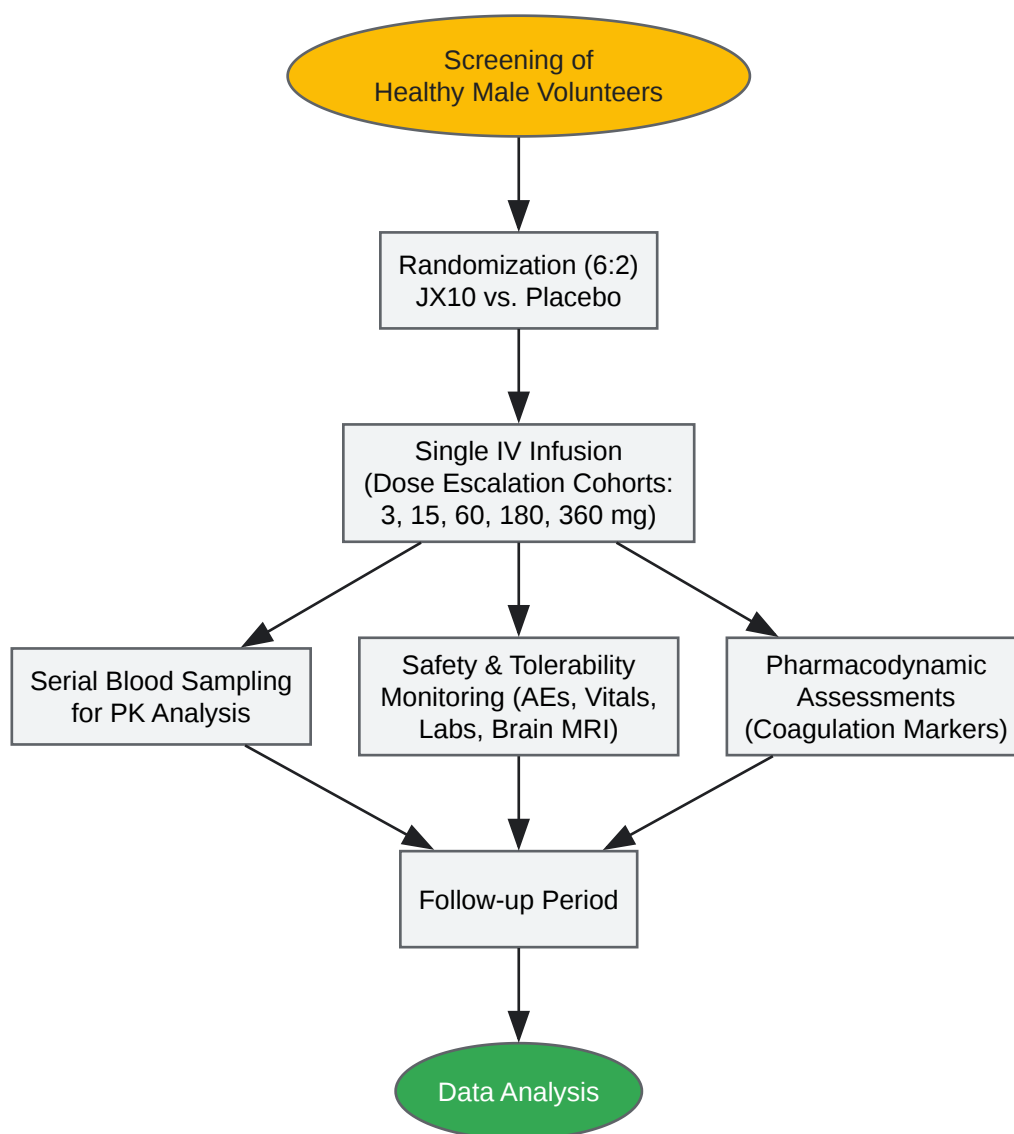 Screening of
Healthy Male Volunteers
Randomization (6:2)
JX10 vs. Placebo
Single IV Infusion
(Dose Escalation Cohorts:
3, 15, 60, 180, 360 mg)
Serial Blood Sampling
for PK Analysis
Safety & Tolerability
Monitoring (AEs, Vitals,
Labs, Brain MRI)
Pharmacodynamic
Assessments
(Coagulation Markers)
Follow-up Period
Data Analysis